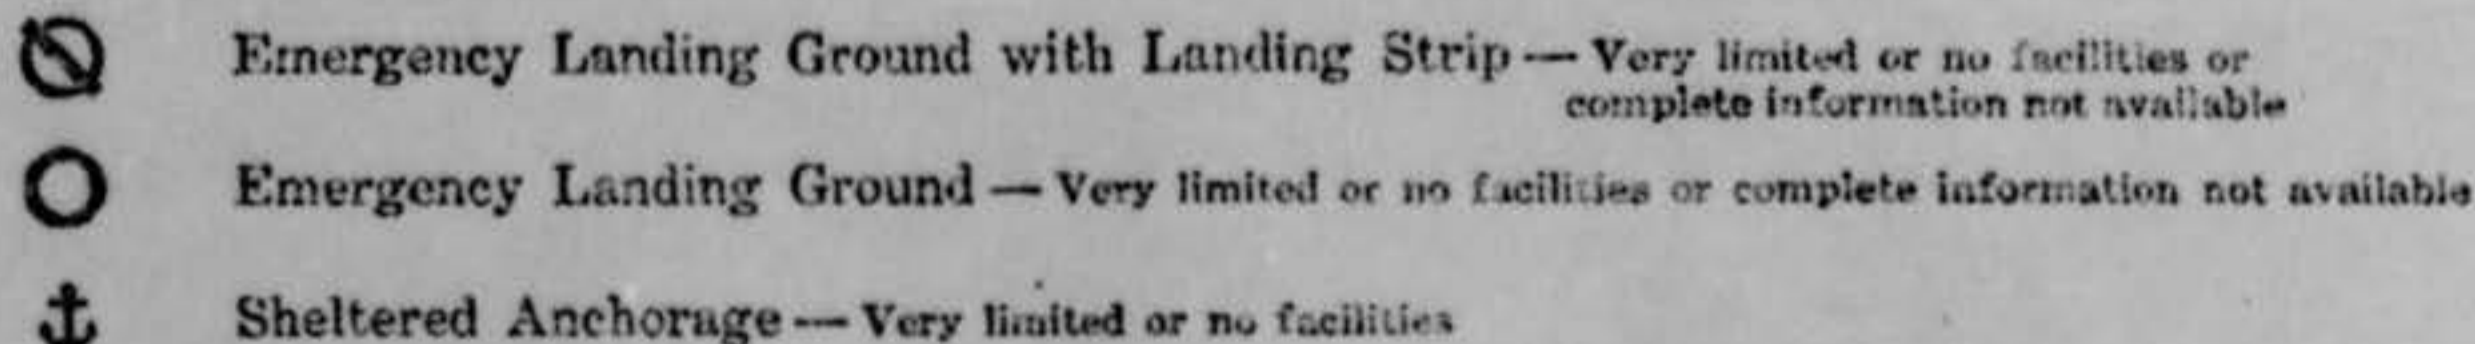 Emergency Landing Ground with Landing Strip — Very limited or no facilities or
complete information not available
Emergency Landing Ground — Very limited or no facilities or complete information not available
Sheltered Anchorage — Very limited or no facilities